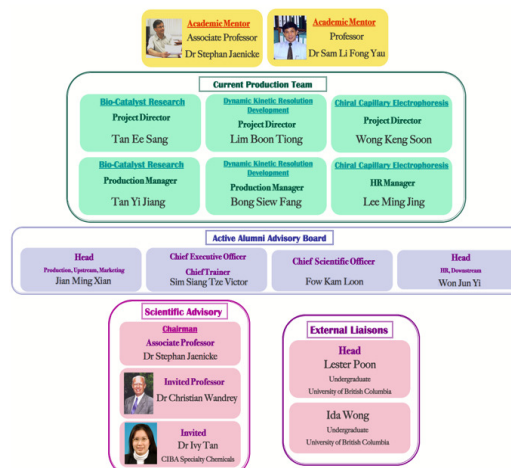 Academic Mentor
Associate Professor
Dr Stephan Jaenicke
Academic Mentor
Professor
Dr Sam Li Fong Yau
Current Production Team
Bio-Catalyst Research
Project Director
Tan Ee Sang
Dynamic Kinetic Resolution
Development
Project Director
Lim Boon Tiong
Chiral Capillary Electrophoresis
Project Director
Wong Keng Soon
Bio-Catalyst Research
Production Manager
Tan Yi Jiang
Dynamic Kinetic Resolution
Development
Production Manager
Bong Siew Fang
Chiral Capillary Electrophoresis
HR Manager
Lee Ming Jing
Active Alumni Advisory Board
Head
Production, Upstream, Marketing
Jian Ming Xian
Chief Executive Officer
Chief Trainer
Sim Siang Tze Victor
Chief Scientific Officer
Fow Kam Loon
Head
HR, Downstream
Won Jun Yi
Scientific Advisory
Chairman
Associate Professor
Dr Stephan Jaenicke
Invited Professor
Dr Christian Wandrey
Invited
Dr Ivy Tan
CIBA Specialty Chemicals
External Liaisons
Head
Lester Poon
Undergraduate
University of British Columbia
Ida Wong
Undergraduate
University of British Columbia